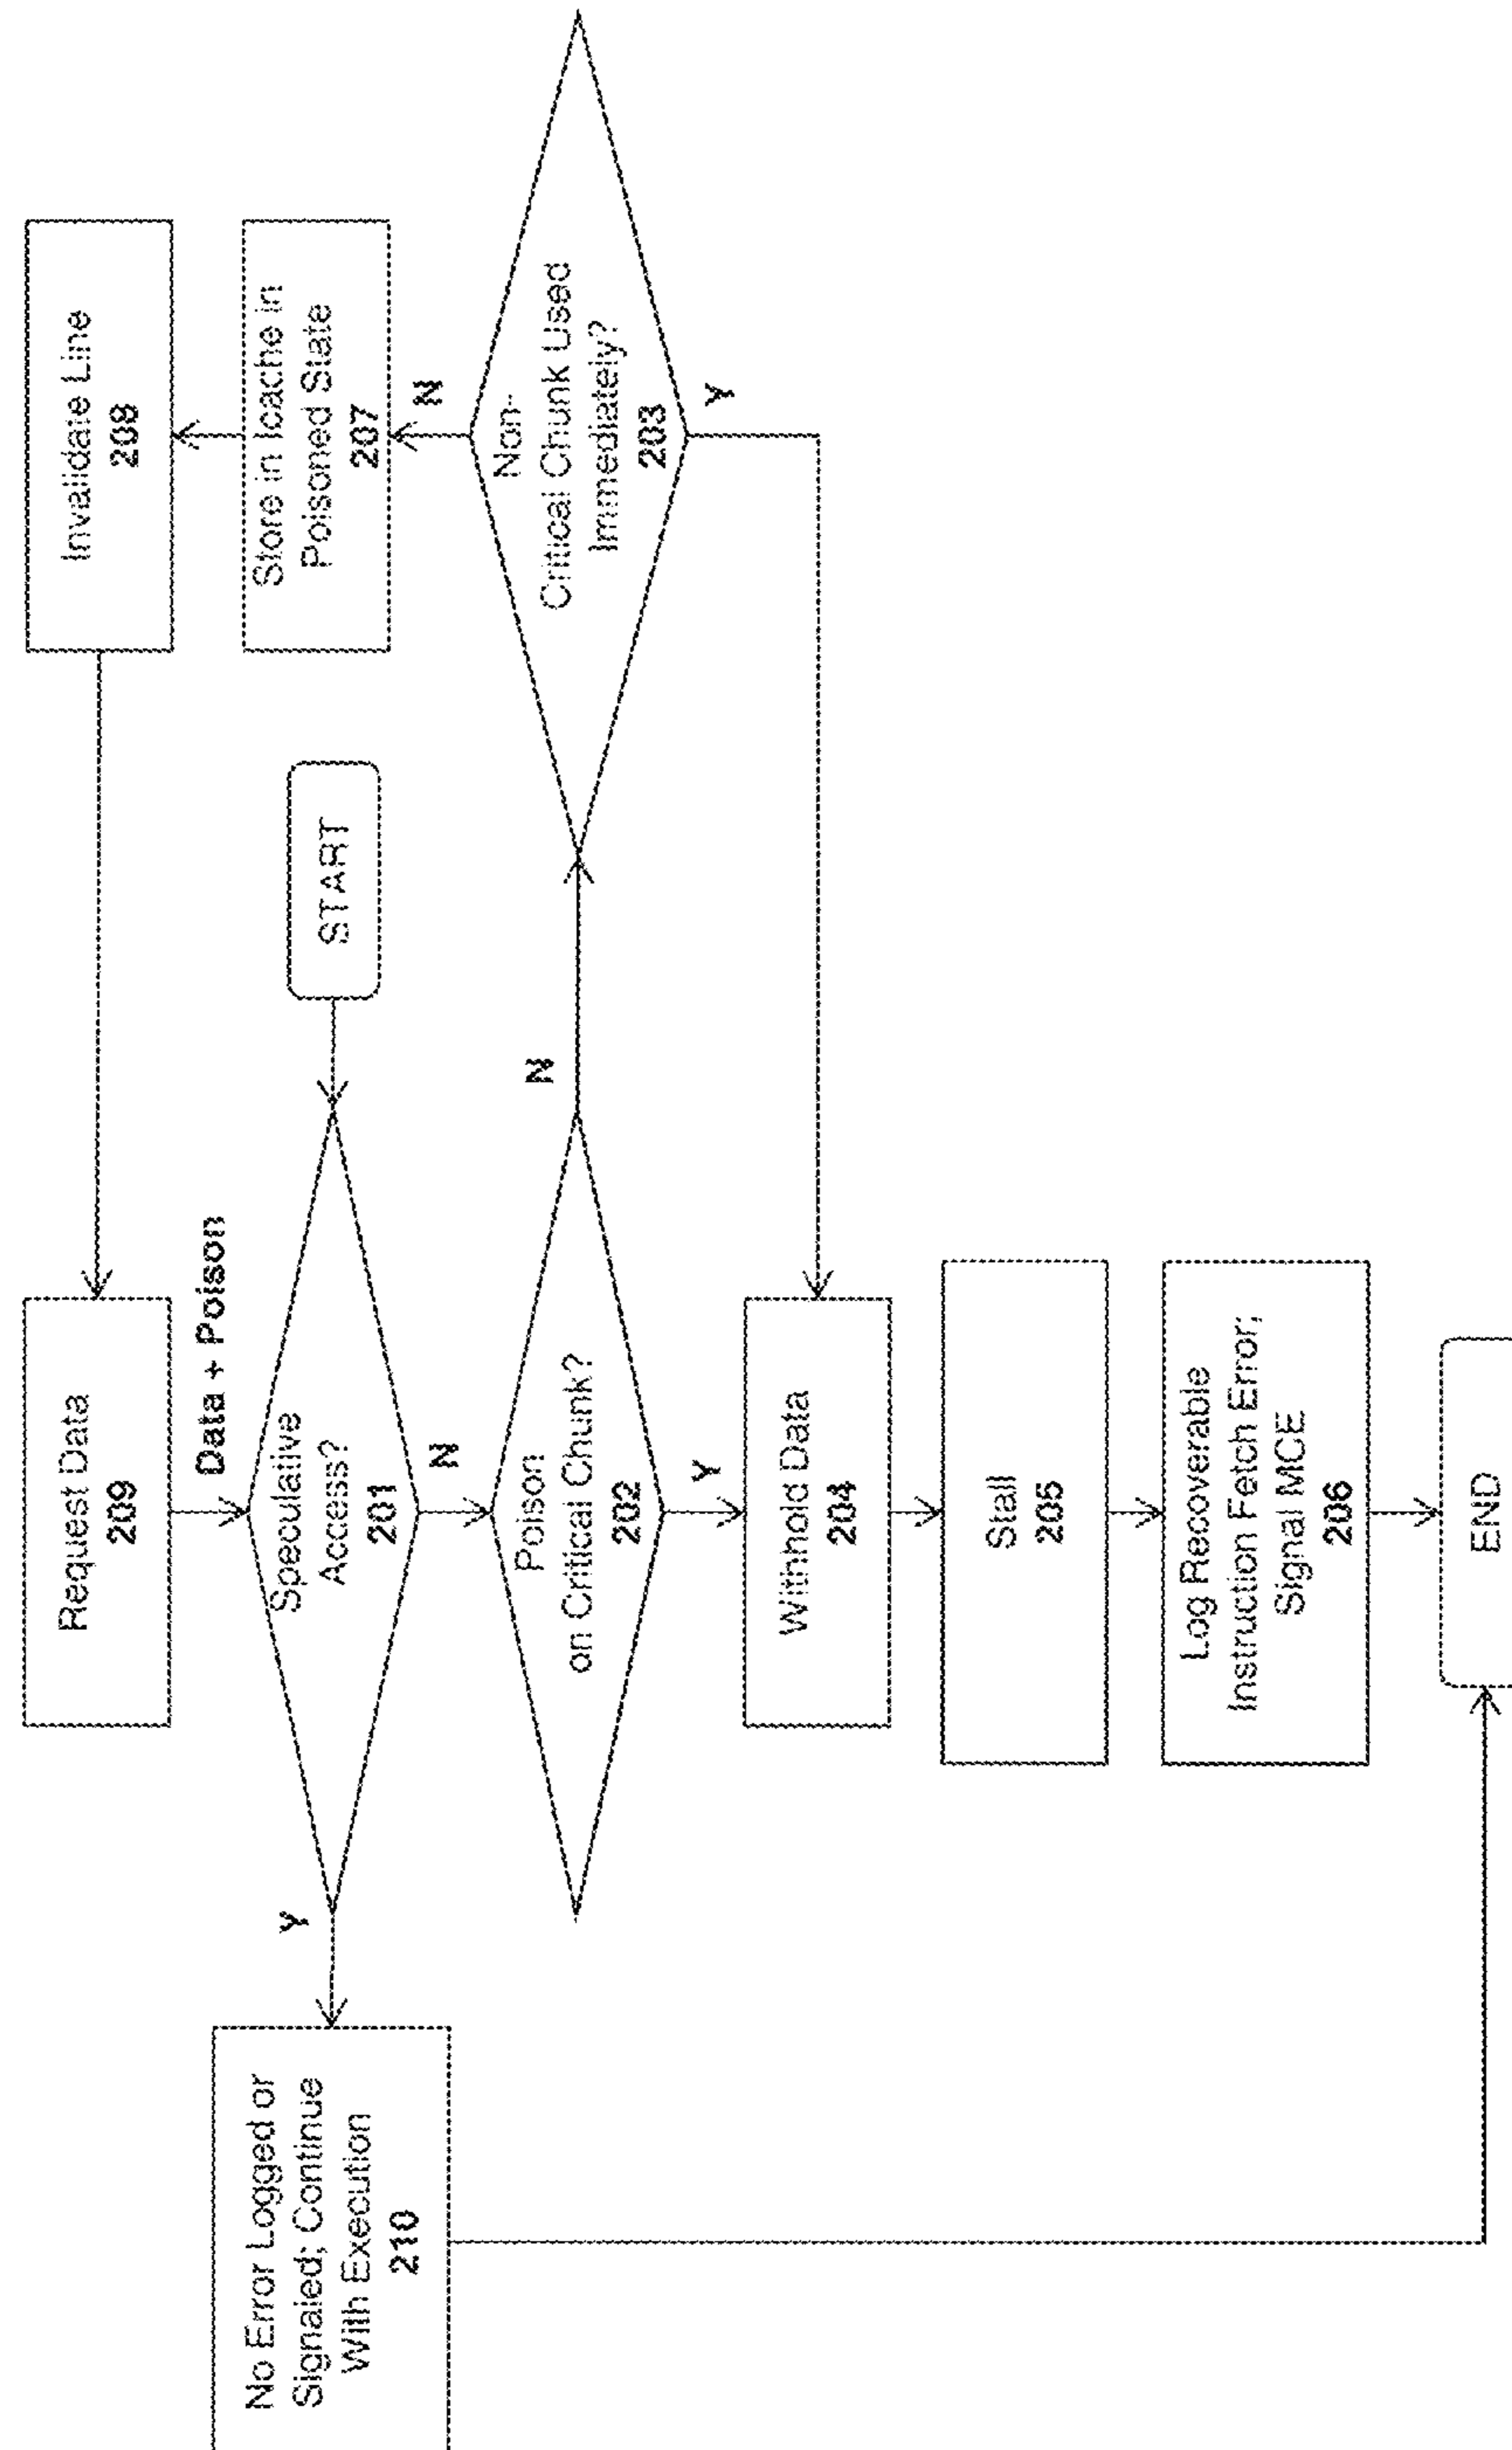 Request Data
209
Data + Poison
START
Speculative
Access?
201
Y
N
No Error Logged or
Signaled; Continue
With Execution
210
Poison
on Critical Chunk?
202
N
Y
Invalidate Line
208
Store in Icache in
Poisoned State
207
N
Non-
Critical Chunk Used
Immediately?
203
Y
Withhold Data
204
Stall
205
Log Recoverable
Instruction Fetch Error;
Signal MCE
206
END